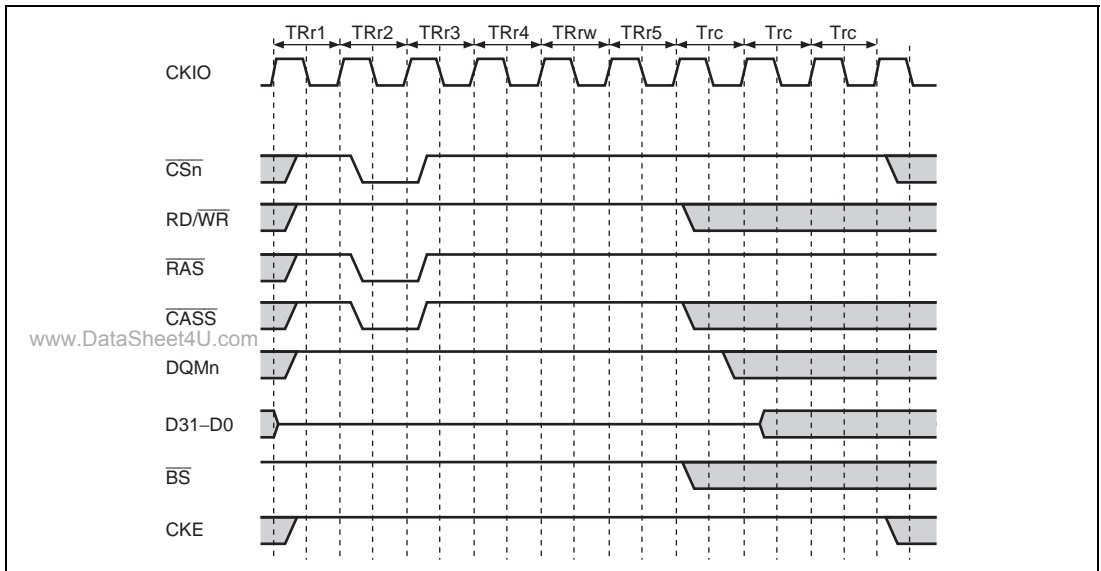 TRr1 TRr2 TRr3 TRr4 TRrw TRr5 Trc Trc Trc
CKIO
CSn
RD/WR
RAS
CASS
www.DataSheet4U.com
DQMn
D31–D0
BS
CKE